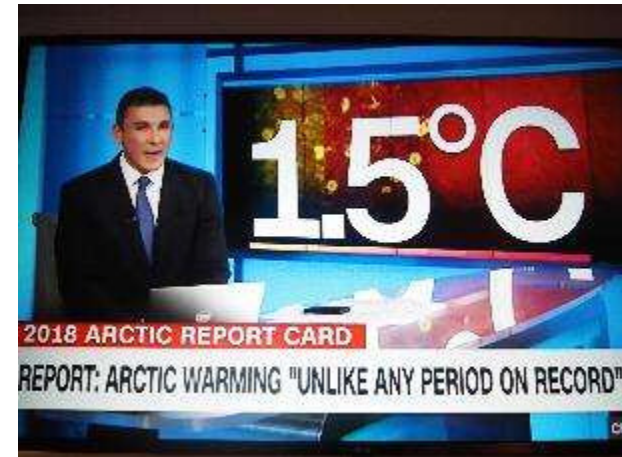 1.5°C
2018 ARCTIC REPORT CARD
REPORT: ARCTIC WARMING "UNLIKE ANY PERIOD ON RECORD"